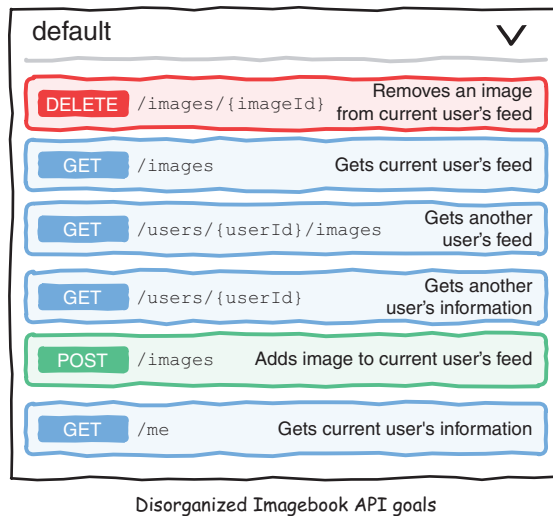 default
DELETE /images/{imageId} Removes an image
from current user's feed
GET /images Gets current user's feed
GET /users/{userId}/images Gets another
user's feed
GET /users/{userId} Gets another
user's information
POST /images Adds image to current user's feed
GET /me Gets current user's information
Disorganized Imagebook API goals